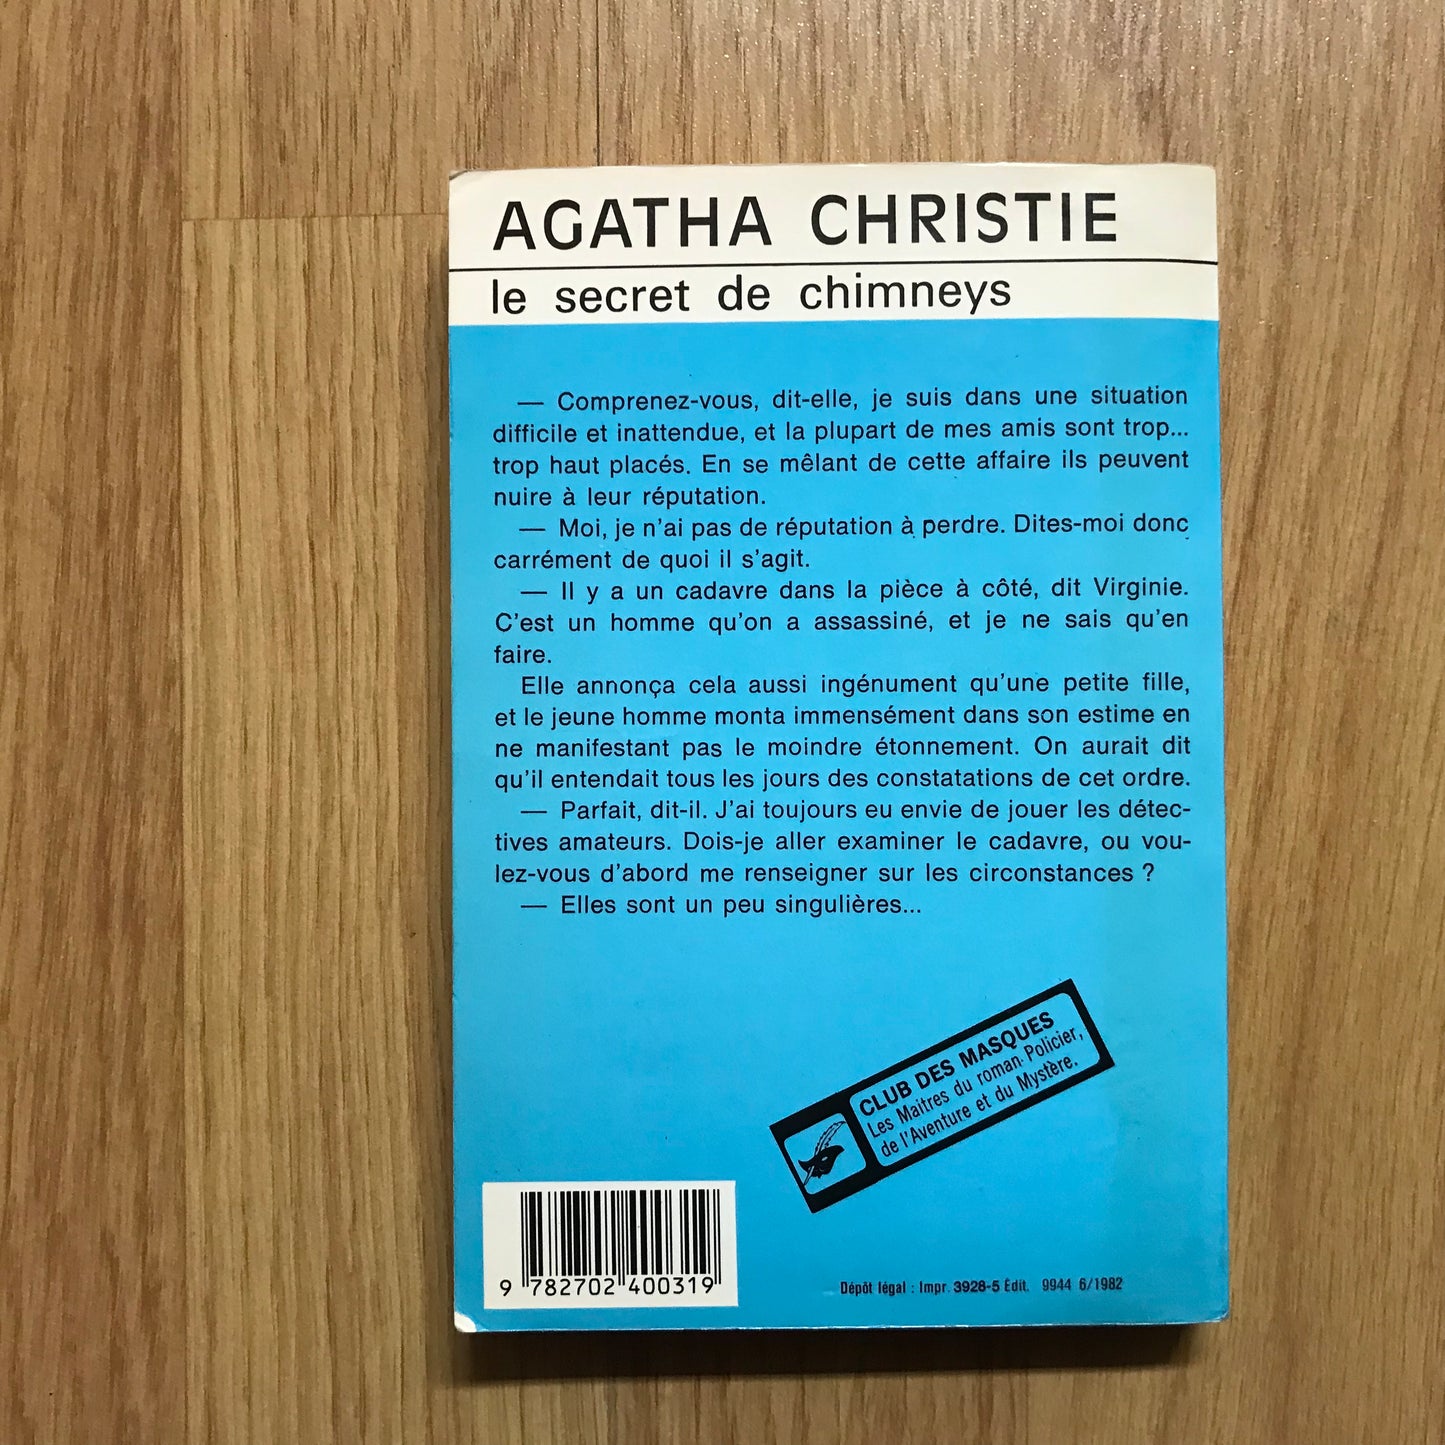 AGATHA CHRISTIE
le secret de chimneys
— Comprenez-vous, dit-elle, je suis dans une situation
difficile et inattendue, et la plupart de mes amis sont trop...
trop haut placés. En se mêlant de cette affaire ils peuvent
nuire à leur réputation.
— Moi, je n'ai pas de réputation à perdre. Dites-moi donc
carrément de quoi il s'agit.
— Il y a un cadavre dans la pièce à côté, dit Virginie.
C'est un homme qu'on a assassiné, et je ne sais qu'en
faire.
Elle annonça cela aussi ingénument qu'une petite fille,
et le jeune homme monta immensément dans son estime en
ne manifestant pas le moindre étonnement. On aurait dit
qu'il entendait tous les jours des constatations de cet ordre.
— Parfait, dit-il. J'ai toujours eu envie de jouer les détec-
tives amateurs. Dois-je aller examiner le cadavre, ou vou-
lez-vous d'abord me renseigner sur les circonstances ?
— Elles sont un peu singulières...
CLUB DES MASQUES
Les Maitres du roman Policier,
de l'Aventure et du Mystère.
9 782702 400319
Dépôt légal : Impr. 3928-5 Edit. 9944 6/1982